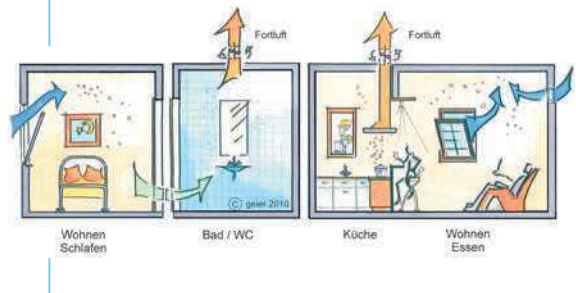 Fortluft
Fortluft
© geier 2010
Wohnen
Schlafen
Bad / WC
Küche
Wohnen
Essen